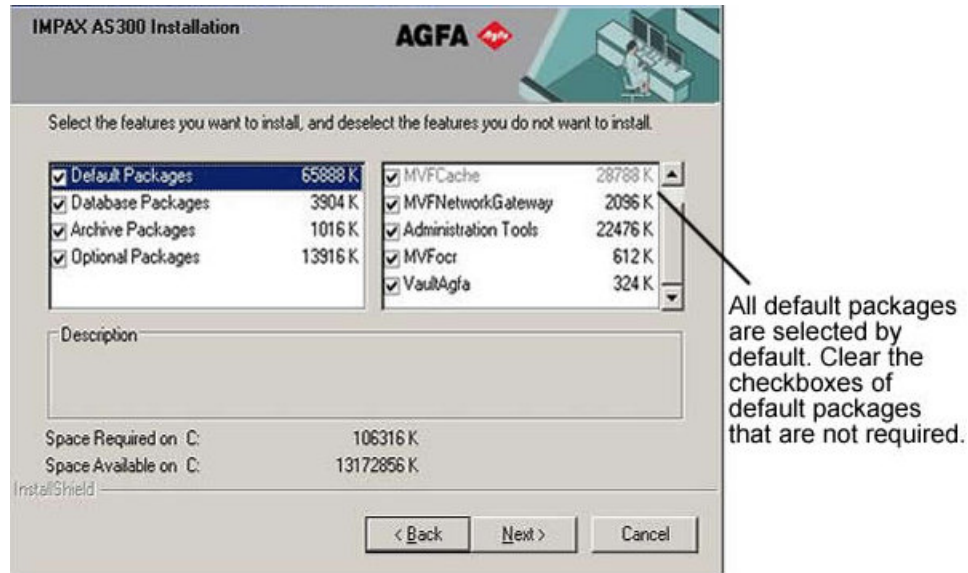 IMPAX AS300 Installation
AGFA
Select the features you want to install, and deselect the features you do not want to install.
Default Packages 65888 K
Database Packages 3904 K
Archive Packages 1016 K
Optional Packages 13916 K
MVFCache 28788 K
MVFNetworkGateway 2096 K
Administration Tools 22476 K
MVFocr 612 K
VaultAgfa 324 K
All default packages
are selected by
default. Clear the
checkboxes of
default packages
that are not required.
Description
Space Required on C: 106316 K
Space Available on C: 13172856 K
InstallShield
< Back
Next >
Cancel